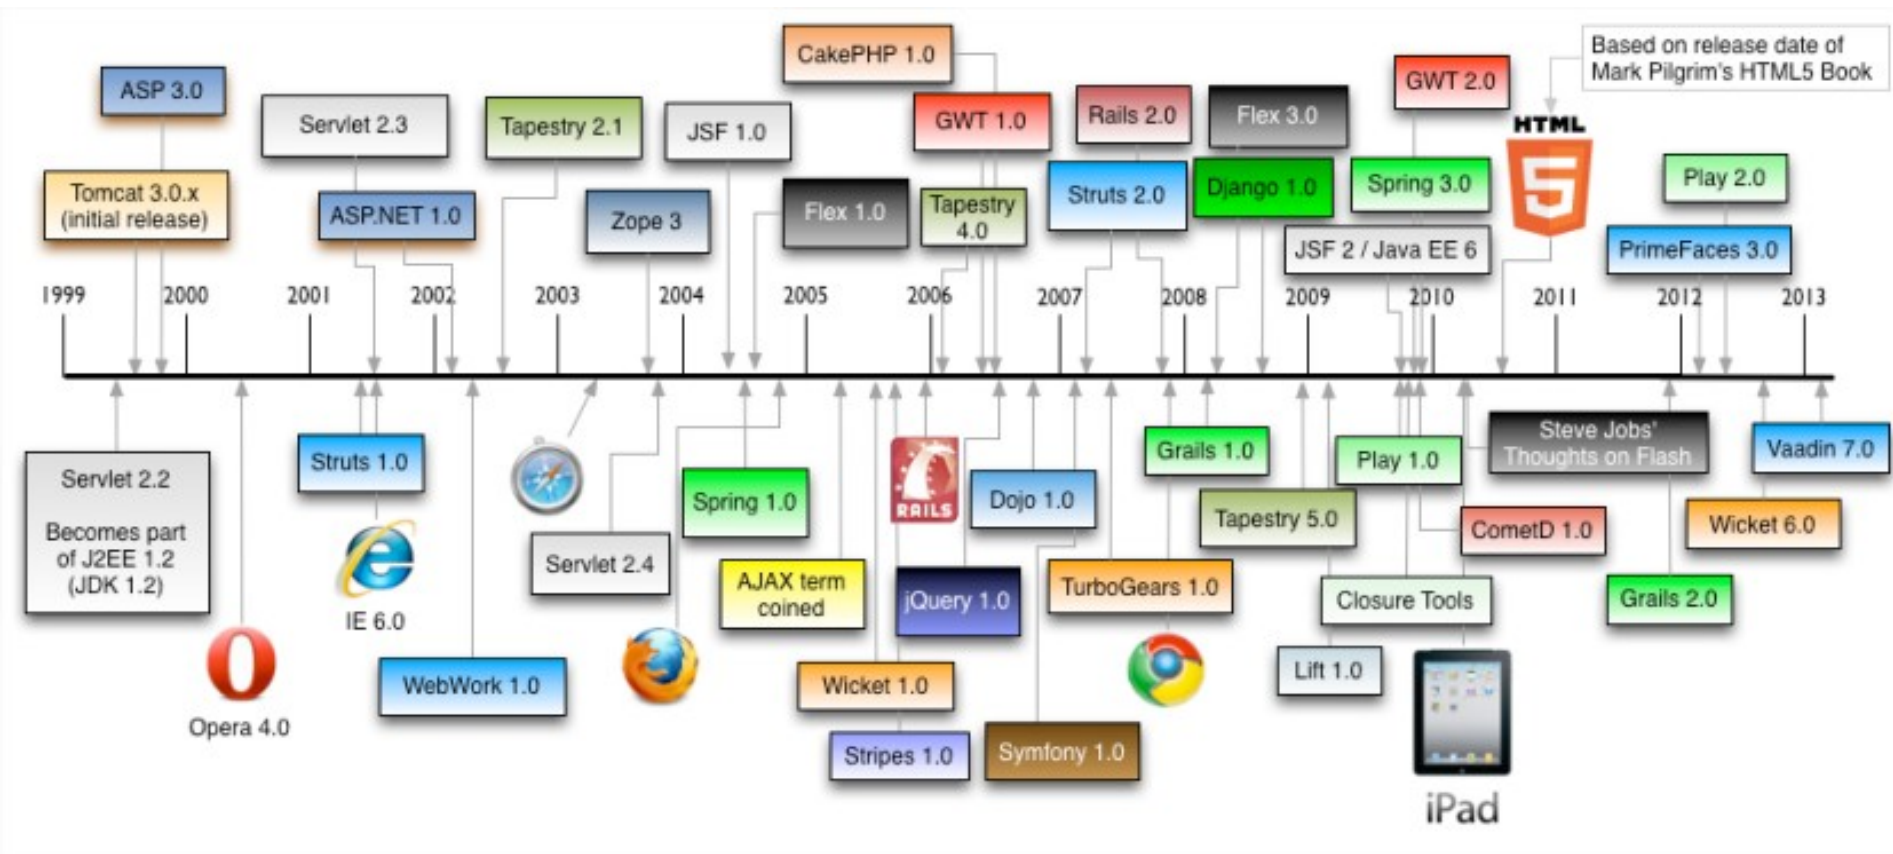 CakePHP 1.0
Based on release date of
Mark Pilgrim's HTML5 Book
ASP 3.0
GWT 2.0
Servlet 2.3
Tapestry 2.1
JSF 1.0
GWT 1.0
Rails 2.0
Flex 3.0
HTML
5
Tomcat 3.0.x
(initial release)
ASP.NET 1.0
Zope 3
Flex 1.0
Tapestry
4.0
Struts 2.0
Django 1.0
Spring 3.0
Play 2.0
JSF 2 / Java EE 6
PrimeFaces 3.0
1999
2000
2001
2002
2003
2004
2005
2006
2007
2008
2009
2010
2011
2012
2013
Servlet 2.2
Becomes part
of J2EE 1.2
(JDK 1.2)
Struts 1.0
Spring 1.0
RAILS
Dojo 1.0
Grails 1.0
Play 1.0
Steve Jobs'
Thoughts on Flash
Vaadin 7.0
Tapestry 5.0
CometD 1.0
Wicket 6.0
Servlet 2.4
AJAX term
coined
jQuery 1.0
TurboGears 1.0
Closure Tools
Grails 2.0
IE 6.0
Opera 4.0
WebWork 1.0
Wicket 1.0
Lift 1.0
Stripes 1.0
Symfony 1.0
iPad